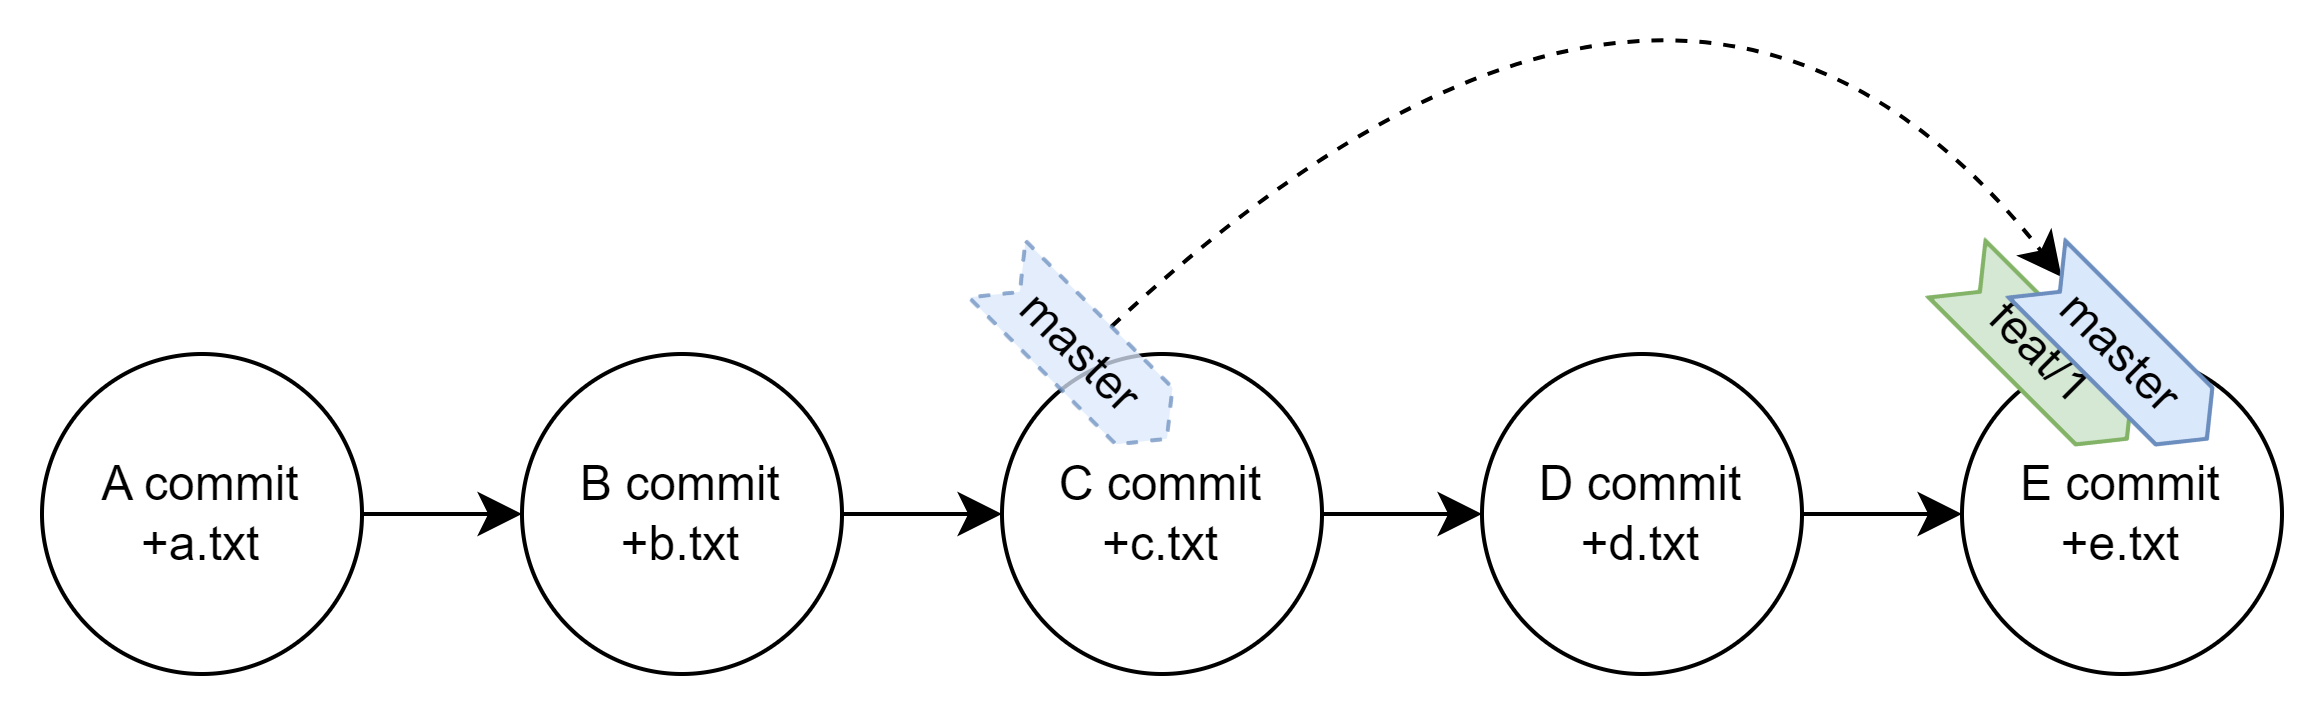 master
feat/1
master
A commit
+a.txt
B commit
+b.txt
C commit
+c.txt
D commit
+d.txt
E commit
+e.txt